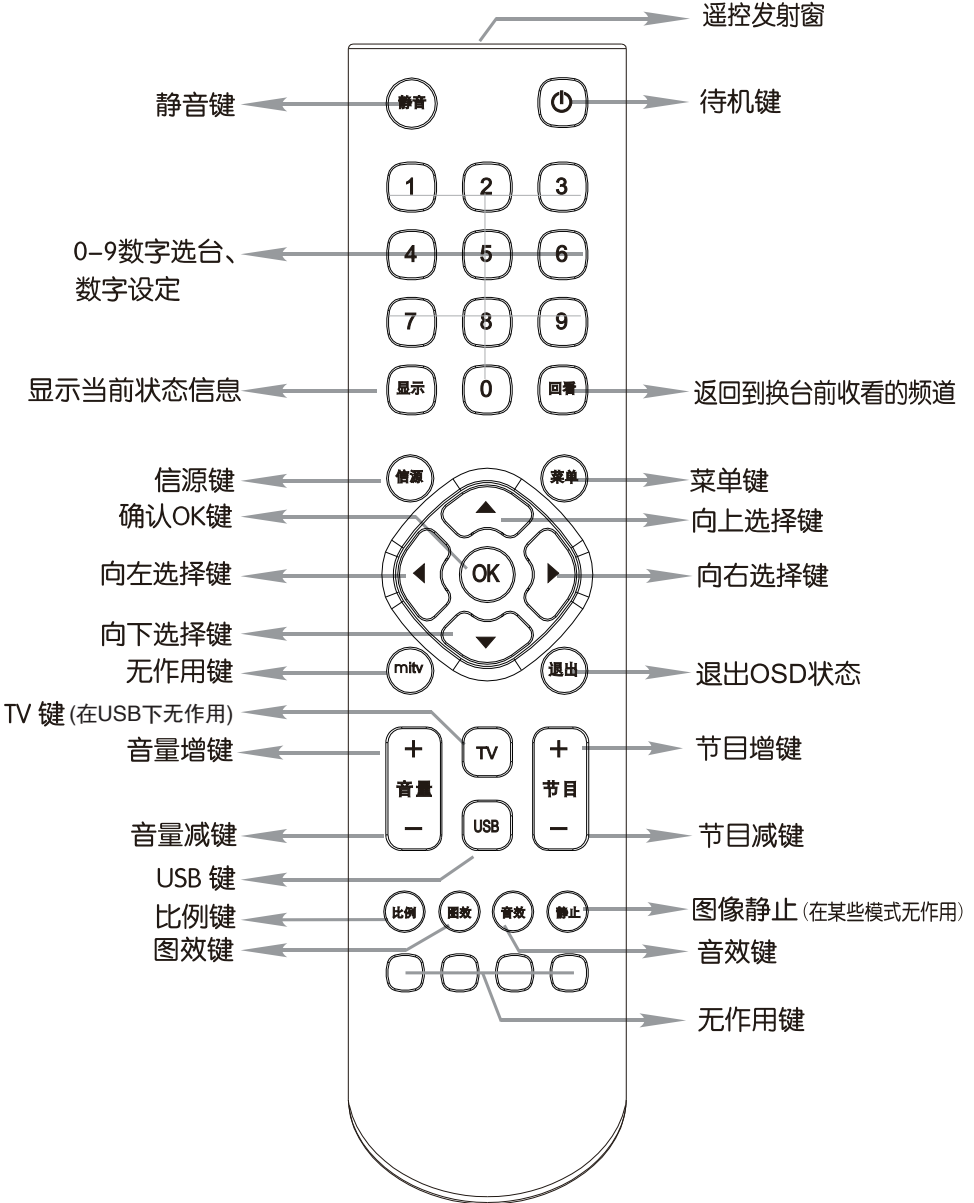 遥控发射窗
静音键
静音
待机键
1
2
3
0-9数字选台、
数字设定
4
5
6
7
8
9
显示当前状态信息
显示
0
回看
返回到换台前收看的频道
信源键
信源
菜单
菜单键
确认OK键
向上选择键
向左选择键
OK
向右选择键
向下选择键
无作用键
mitv
退出
退出OSD状态
TV 键(在USB下无作用)
音量增键
+
TV
+
节目增键
音量
节目
音量减键
−
USB
−
节目减键
USB 键
比例键
比例
图效
音效
静止
图像静止(在某些模式无作用)
图效键
音效键
无作用键